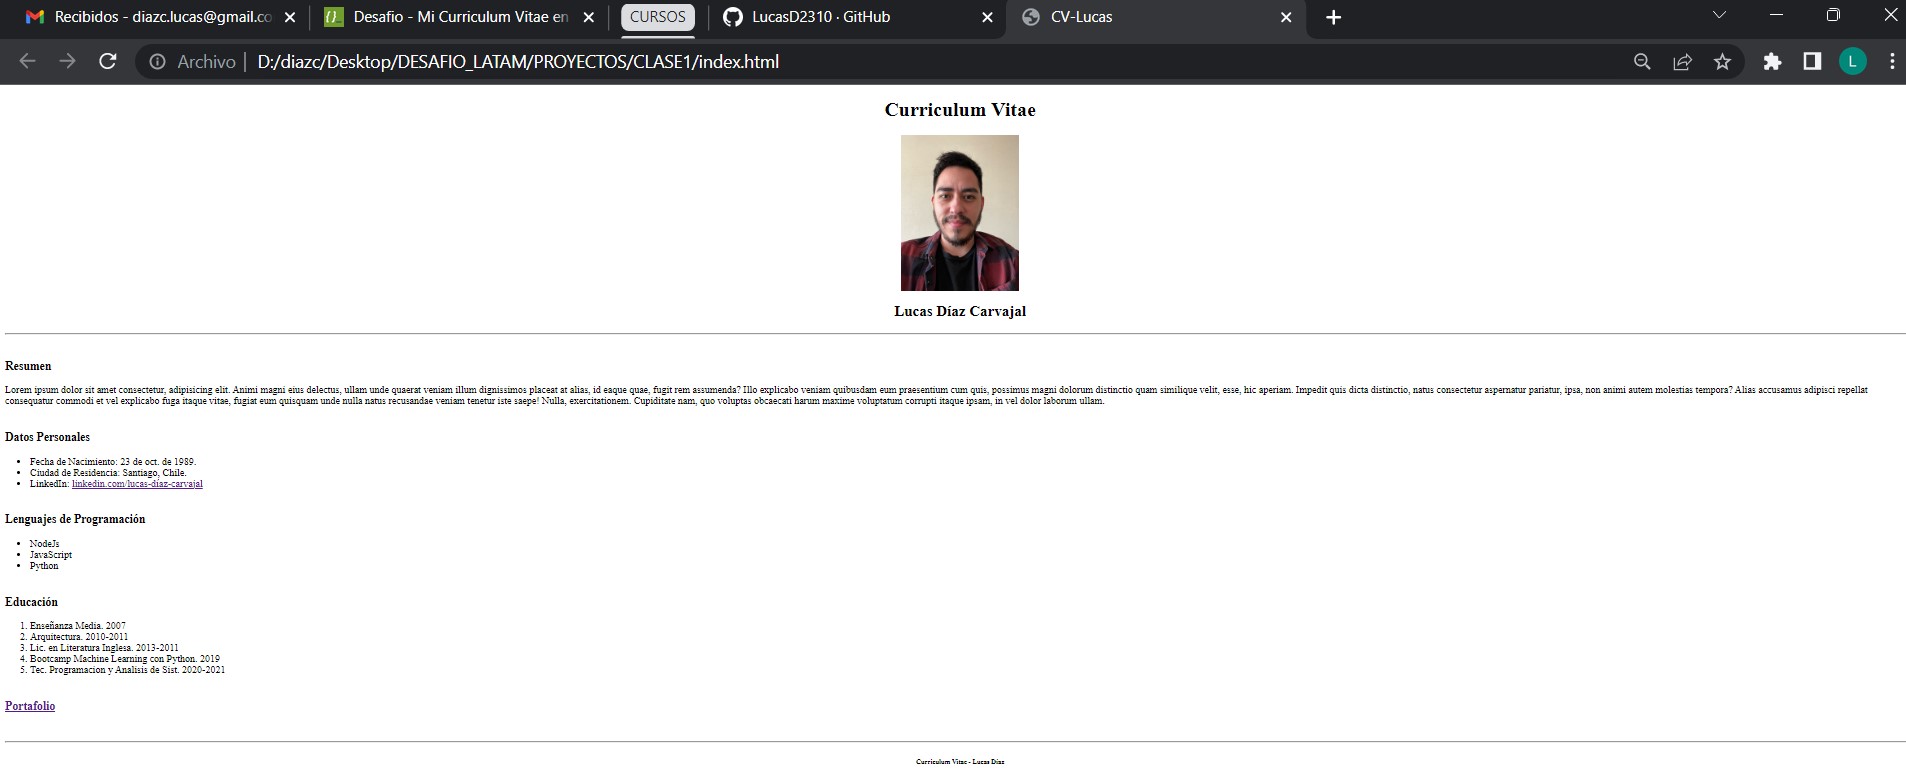 Recibidos - diazc.lucas@gmail.co
Desafio - Mi Curriculum Vitae en
CURSOS
LucasD2310 · GitHub
CV-Lucas
Archivo | D:/diazc/Desktop/DESAFIO_LATAM/PROYECTOS/CLASE1/index.html
L
Curriculum Vitae
Lucas Díaz Carvajal
Resumen
Lorem ipsum dolor sit amet consectetur, adipisicing elit. Animi magni eius delectus, ullam unde quaerat veniam illum dignissimos placeat at alias, id eaque quae, fugit rem assumenda? Illo explicabo veniam quibusdam eum praesentium cum quis, possimus magni dolorum distinctio quam similique velit, esse, hic aperiam. Impedit quis dicta distinctio, natus consectetur aspernatur pariatur, ipsa, non animi autem molestias tempora? Alias accusamus adipisci repellat
consequatur commodi et vel explicabo fuga itaque vitae, fugiat eum quisquam unde nulla natus recusandae veniam tenetur iste saepe! Nulla, exercitationem. Cupiditate nam, quo voluptas obcaecati harum maxime voluptatum corrupti itaque ipsam, in vel dolor laborum ullam.
Datos Personales
• Fecha de Nacimiento: 23 de oct. de 1989.
• Ciudad de Residencia: Santiago, Chile.
• LinkedIn: linkedin.com/lucas-díaz-carvajal
Lenguajes de Programación
• NodeJs
• JavaScript
• Python
Educación
1. Enseñanza Media. 2007
2. Arquitectura. 2010-2011
3. Lic. en Literatura Inglesa. 2013-2011
4. Bootcamp Machine Learning con Python. 2019
5. Tec. Programacion y Analisis de Sist. 2020-2021
Portafolio
Curriculum Vitae - Lucas Díaz